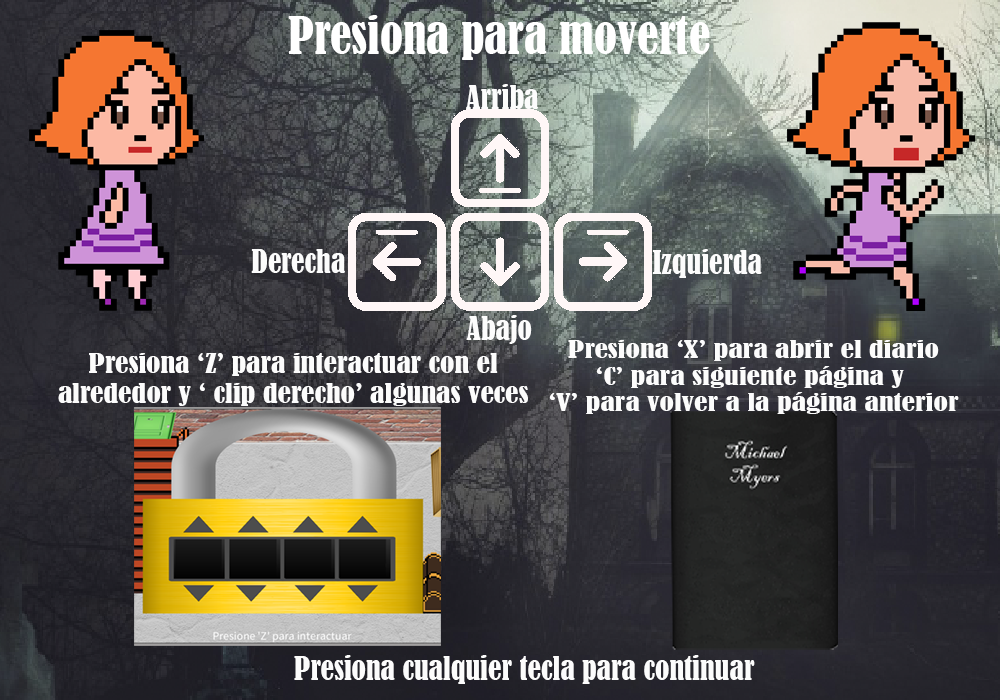 Presiona para moverte
Arriba
Derecha
Izquierda
Abajo
Presiona ‘Z’ para interactuar con el
alrededor y ‘ clip derecho’ algunas veces
Presiona ‘X’ para abrir el diario
‘C’ para siguiente página y
‘V’ para volver a la página anterior
Michael
Myers
Presione 'Z' para interactuar
Presiona cualquier tecla para continuar